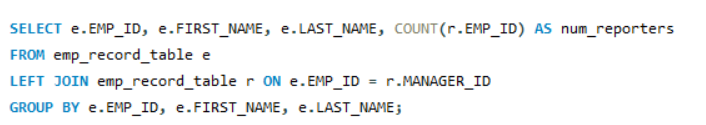 SELECT e.EMP_ID, e.FIRST_NAME, e.LAST_NAME, COUNT(r.EMP_ID) AS num_reporters
FROM emp_record_table e
LEFT JOIN emp_record_table r ON e.EMP_ID = r.MANAGER_ID
GROUP BY e.EMP_ID, e.FIRST_NAME, e.LAST_NAME;